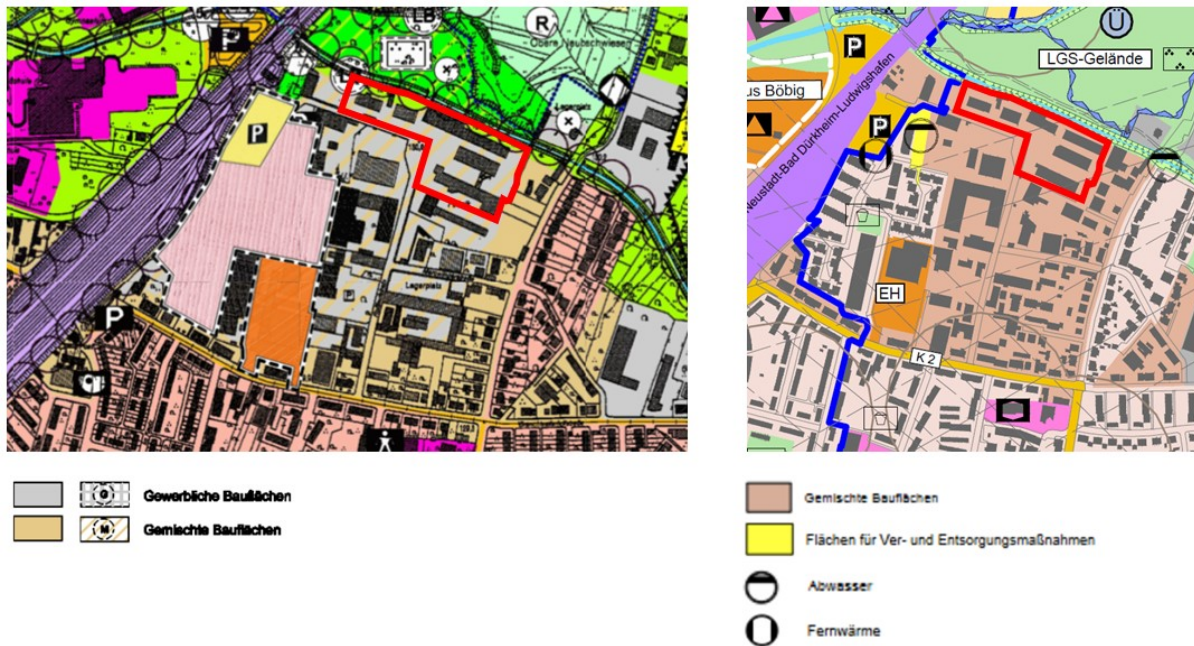 P
LB
R
Obere Neubachwiesen
Lagerplatz
P
Lagerplatz
P
G
Gewerbliche Bauflächen
M
Gemischte Bauflächen
P
Ü
LGS-Gelände
us Böbig
P
Neustadt-Bad Dürkheim-Ludwigshafen
EH
K 2
Gemischte Bauflächen
Flächen für Ver- und Entsorgungsmaßnahmen
Abwasser
Fernwärme